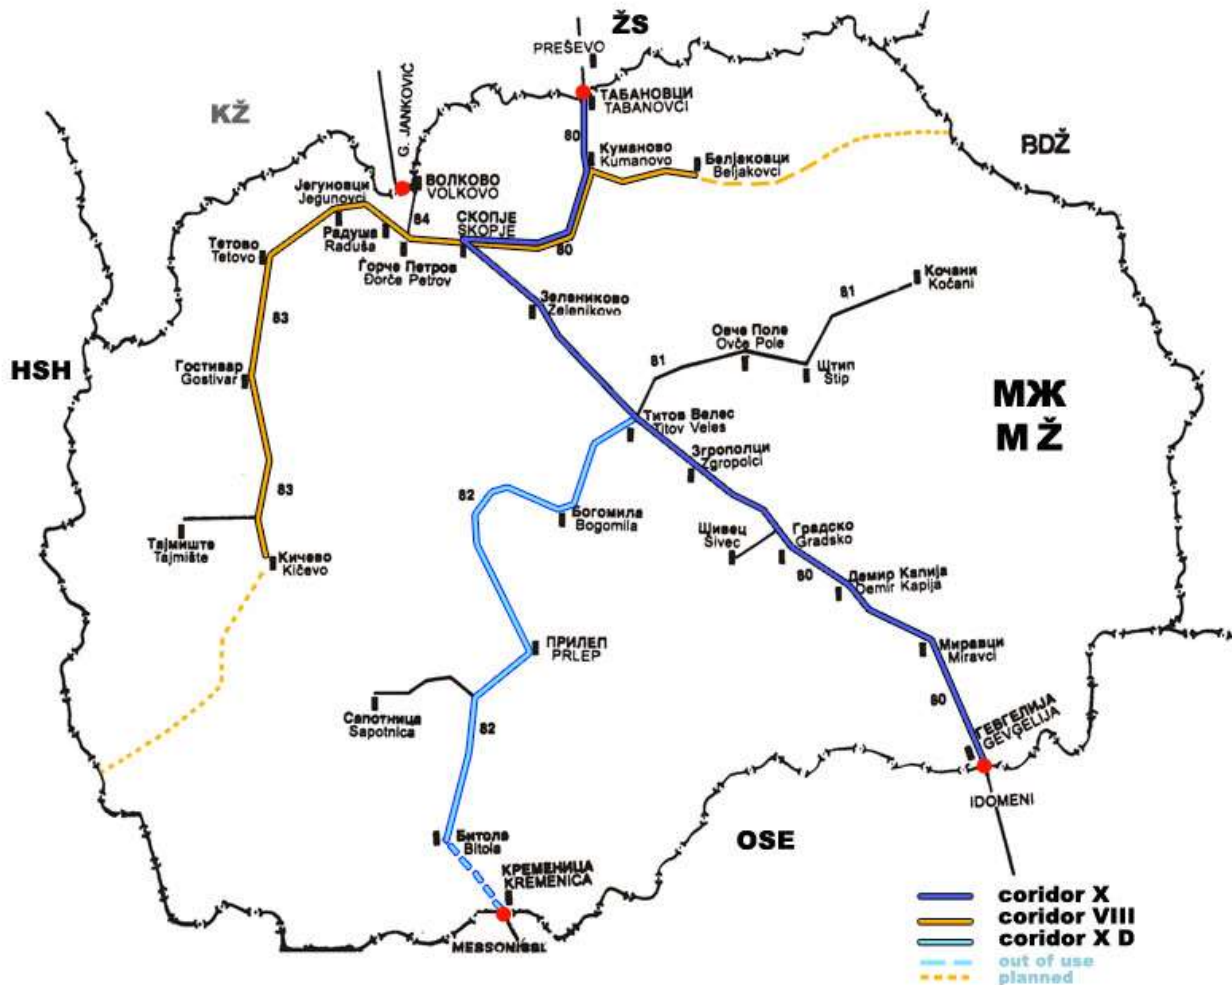 ŽS
PREŠEVO
ТАБАНОВЦИ
TABANOVCI
KŽ
G. JANKOVIĆ
80
BDŽ
Куманово
Kumanovo
Белјаковци
Beljakovci
ВОЛКОВО
VOLKOVO
Јегуновци
Jegunovci
84
СКОПЈЕ
SKOPJE
Радуша
Raduša
80
Тетово
Tetovo
Ѓорче Петров
Đorče Petrov
Кочани
Kočani
Зелениково
Zelenikovo
81
83
Овче Поле
Ovče Pole
81
HSH
Гостивар
Gostivar
Штип
Štip
МЖ
MŽ
Титов Велес
Titov Veles
Згрополци
Zgropolci
83
82
Богомила
Bogomila
Шивец
Šivec
Градско
Gradsko
Тајмиште
Tajmište
Кичево
Kičevo
80
Демир Капија
Demir Kapija
ПРИЛЕП
PRLEP
Миравци
Miravci
80
Сапотница
Sapotnica
82
ГЕВГЕЛИЈА
GEVGELIJA
IDOMENI
Битола
Bitola
OSE
КРЕМЕНИЦА
KREMENICA
coridor X
coridor VIII
coridor X D
out of use
planned